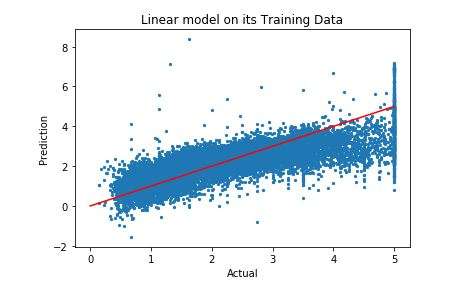 Linear model on its Training Data
8
6
4
2
0
−2
Prediction
0 1 2 3 4 5
Actual